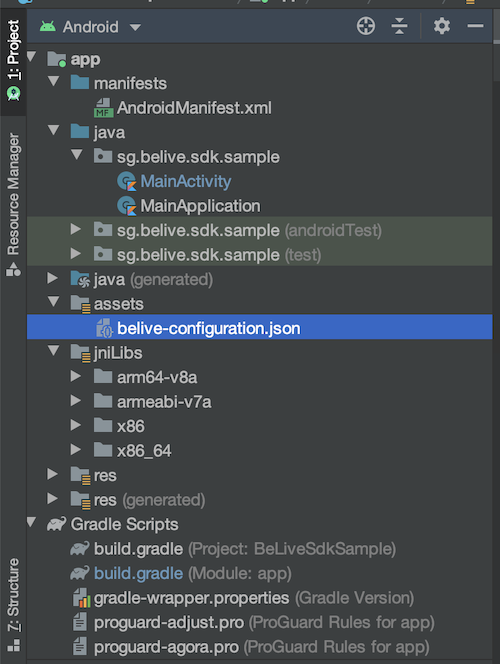 1: Project
Resource Manager
7: Structure
Android
app
manifests
AndroidManifest.xml
java
sg.belive.sdk.sample
MainActivity
MainApplication
sg.belive.sdk.sample (androidTest)
sg.belive.sdk.sample (test)
java (generated)
assets
belive-configuration.json
jniLibs
arm64-v8a
armeabi-v7a
x86
x86_64
res
res (generated)
Gradle Scripts
build.gradle (Project: BeLiveSdkSample)
build.gradle (Module: app)
gradle-wrapper.properties (Gradle Version)
proguard-adjust.pro (ProGuard Rules for app)
proguard-agora.pro (ProGuard Rules for app)